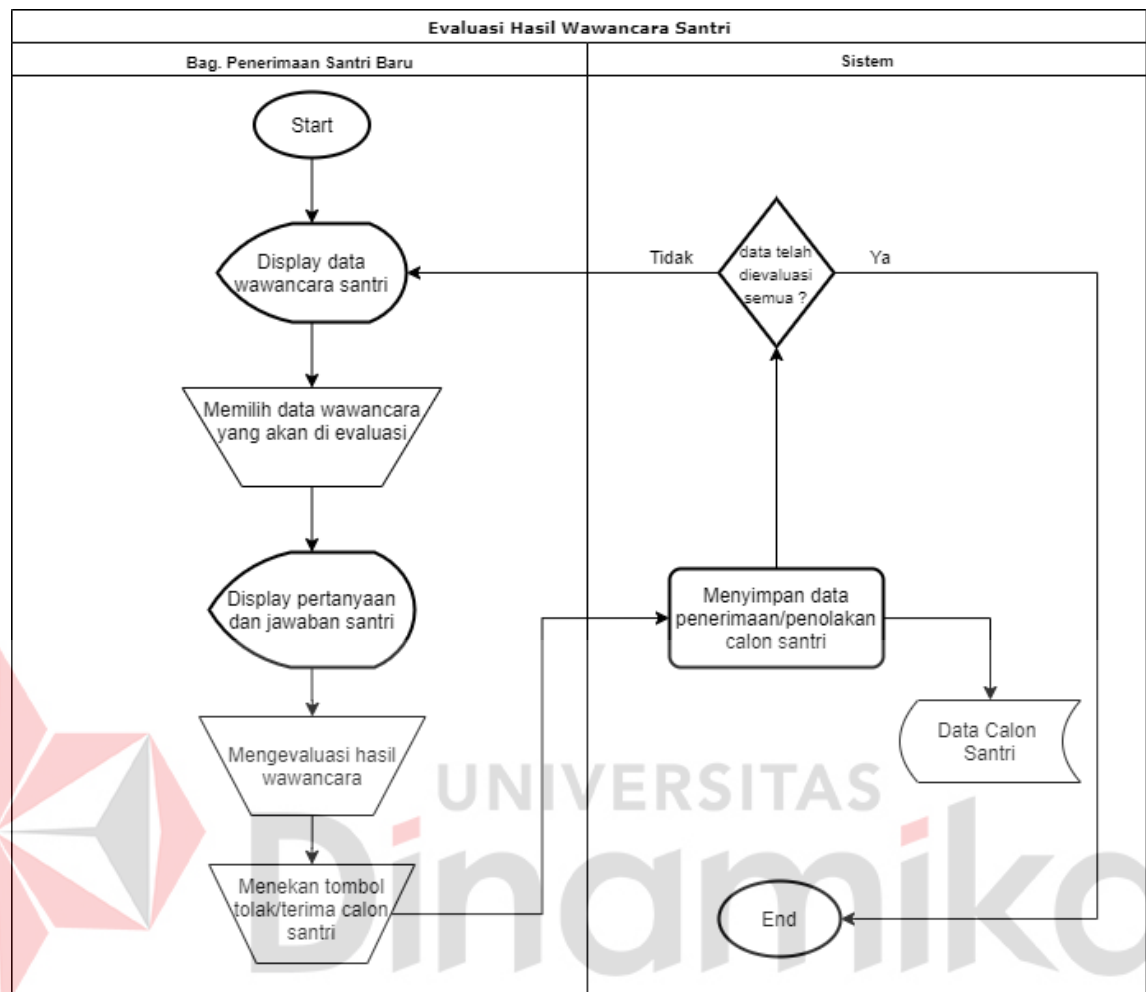 Evaluasi Hasil Wawancara Santri
Bag. Penerimaan Santri Baru
Sistem
Start
Display data
wawancara santri
Memilih data wawancara
yang akan di evaluasi
Display pertanyaan
dan jawaban santri
Mengevaluasi hasil
wawancara
Menekan tombol
tolak/terima calon
santri
Tidak
data telah
dievaluasi
semua ?
Ya
Menyimpan data
penerimaan/penolakan
calon santri
Data Calon
Santri
End
UNIVERSITAS
Dinamika